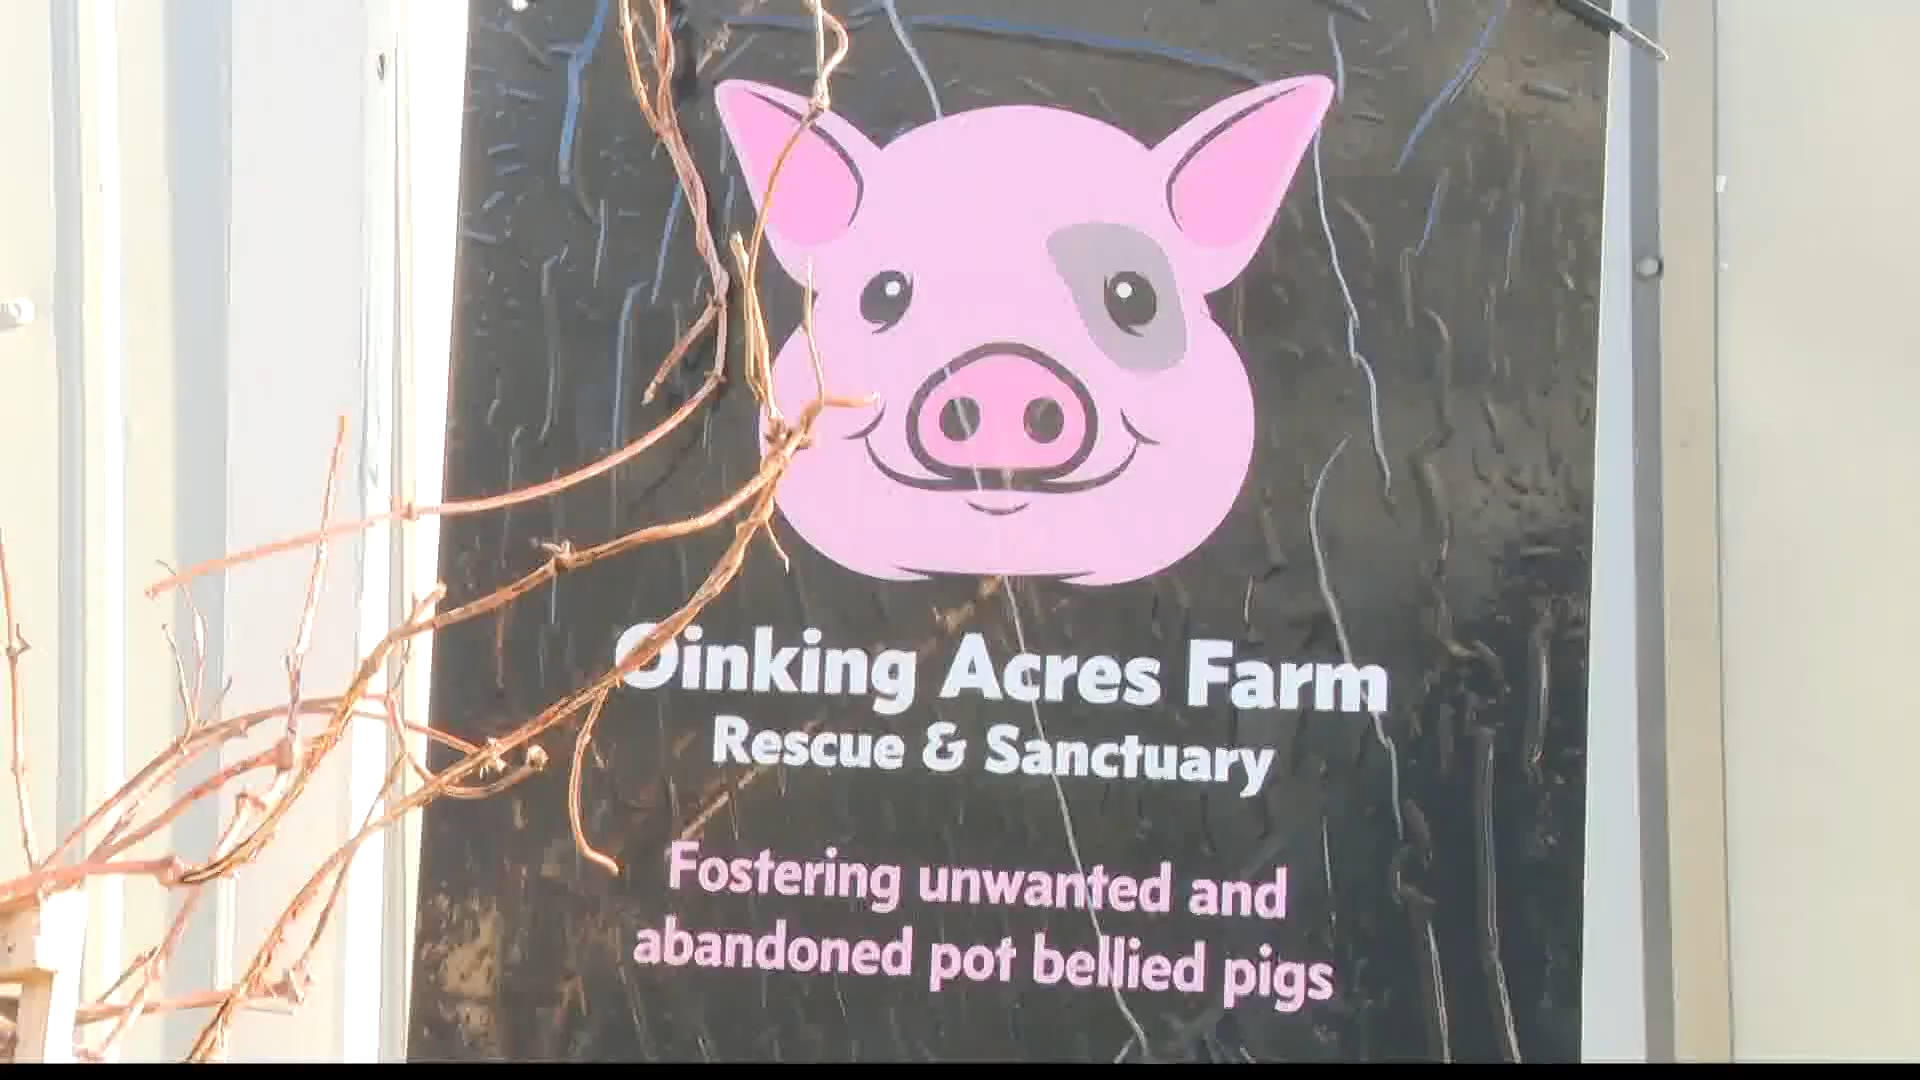 Oinking Acres Farm
Rescue & Sanctuary
Fostering unwanted and
abandoned pot bellied pigs